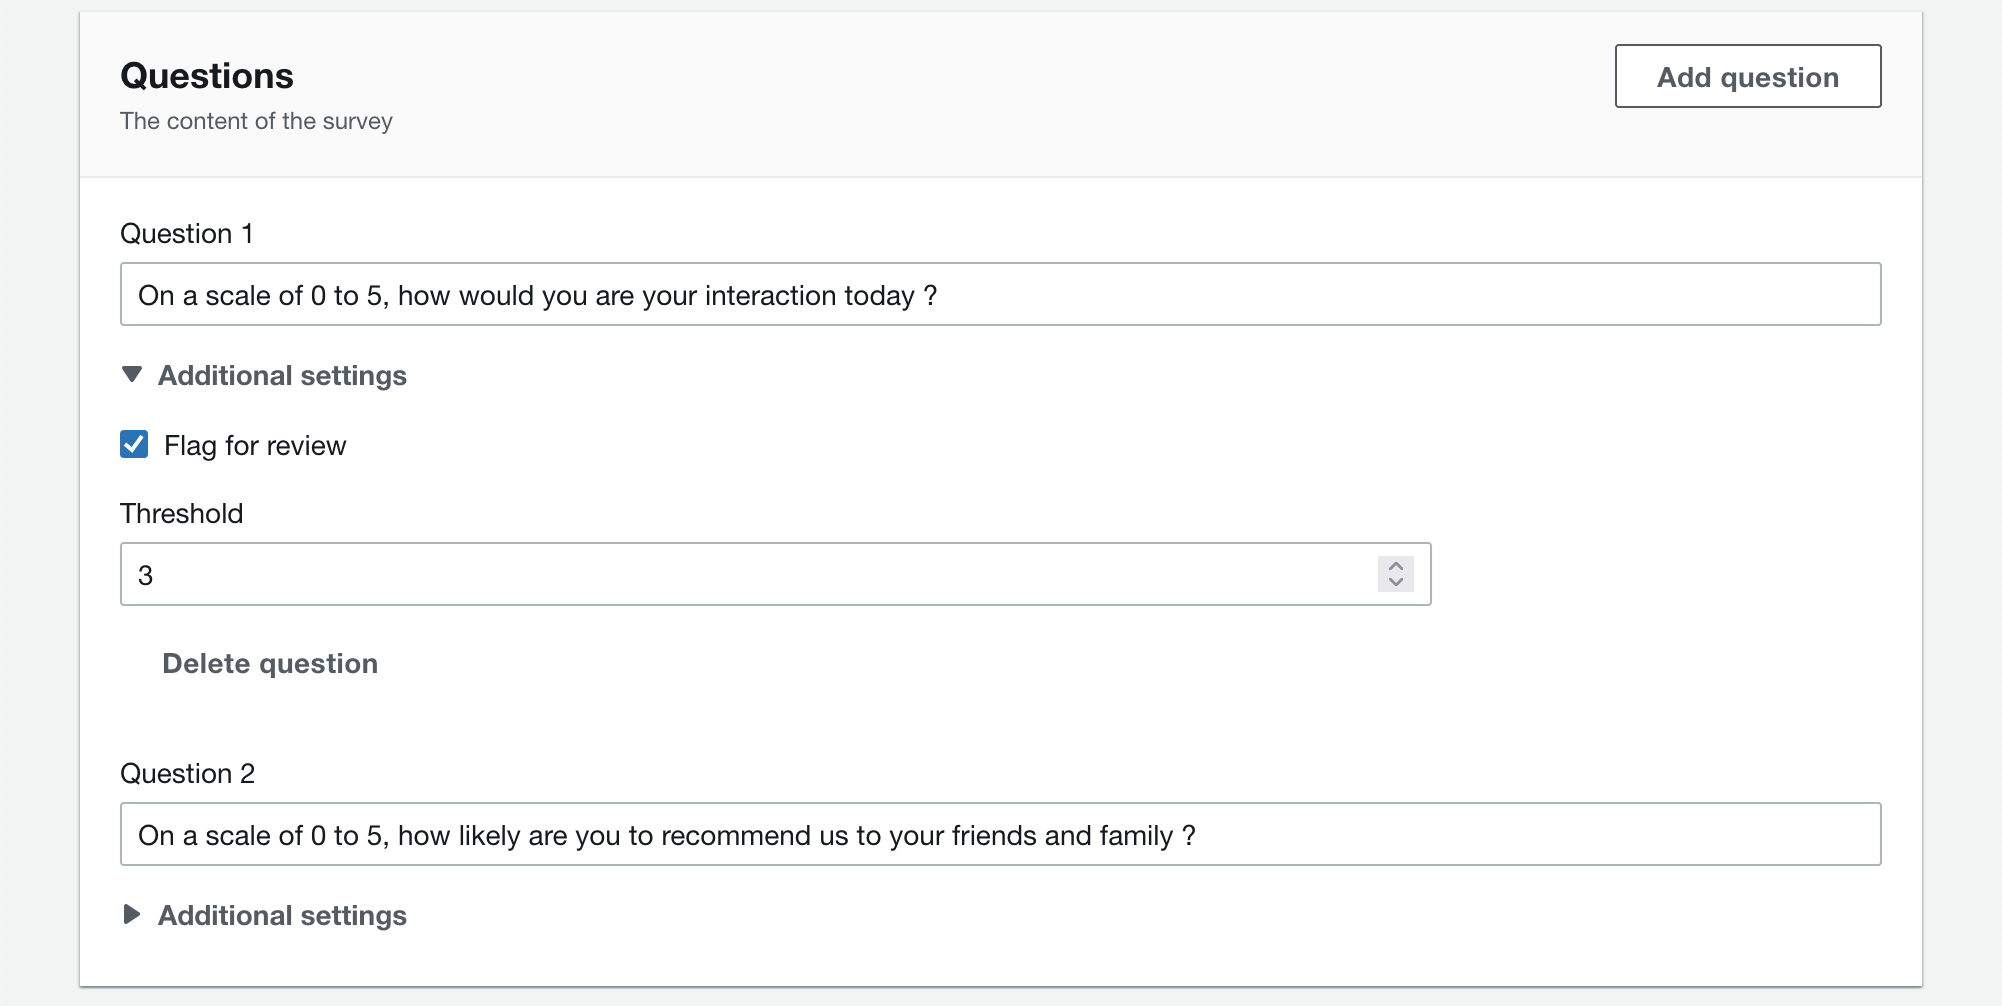 Questions
Add question
The content of the survey
Question 1
On a scale of 0 to 5, how would you are your interaction today ?
Additional settings
Flag for review
Threshold
3
Delete question
Question 2
On a scale of 0 to 5, how likely are you to recommend us to your friends and family ?
Additional settings